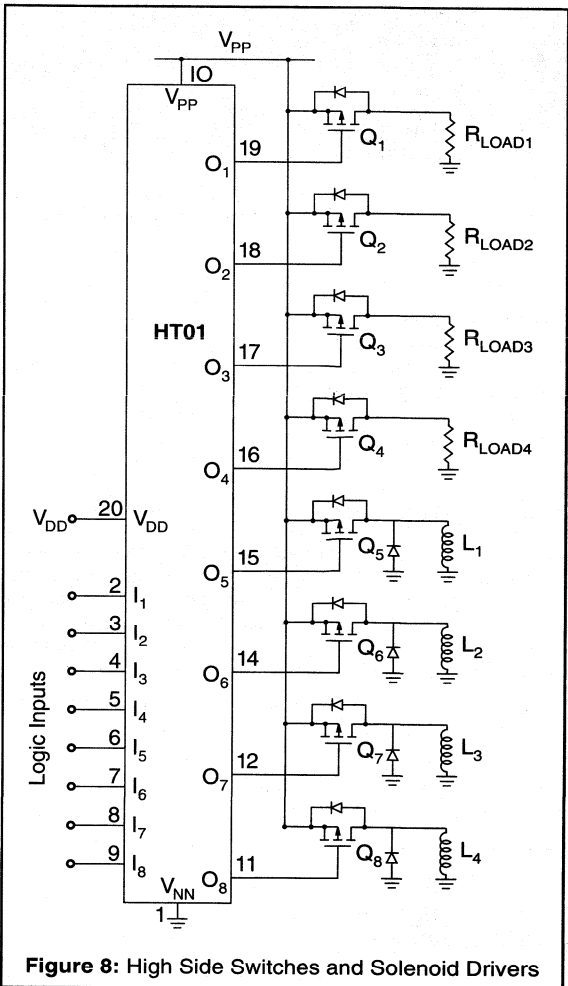 V_PP
10
V_PP
19
O_1
Q_1
R_LOAD1
18
O_2
Q_2
R_LOAD2
HT01
17
O_3
Q_3
R_LOAD3
16
O_4
Q_4
R_LOAD4
V_DD
20
V_DD
15
O_5
Q_5
L_1
Logic Inputs
2 I_1
3 I_2
4 I_3
5 I_4
6 I_5
7 I_6
8 I_7
9 I_8
14
O_6
Q_6
L_2
12
O_7
Q_7
L_3
11
O_8
Q_8
L_4
V_NN
1
Figure 8: High Side Switches and Solenoid Drivers